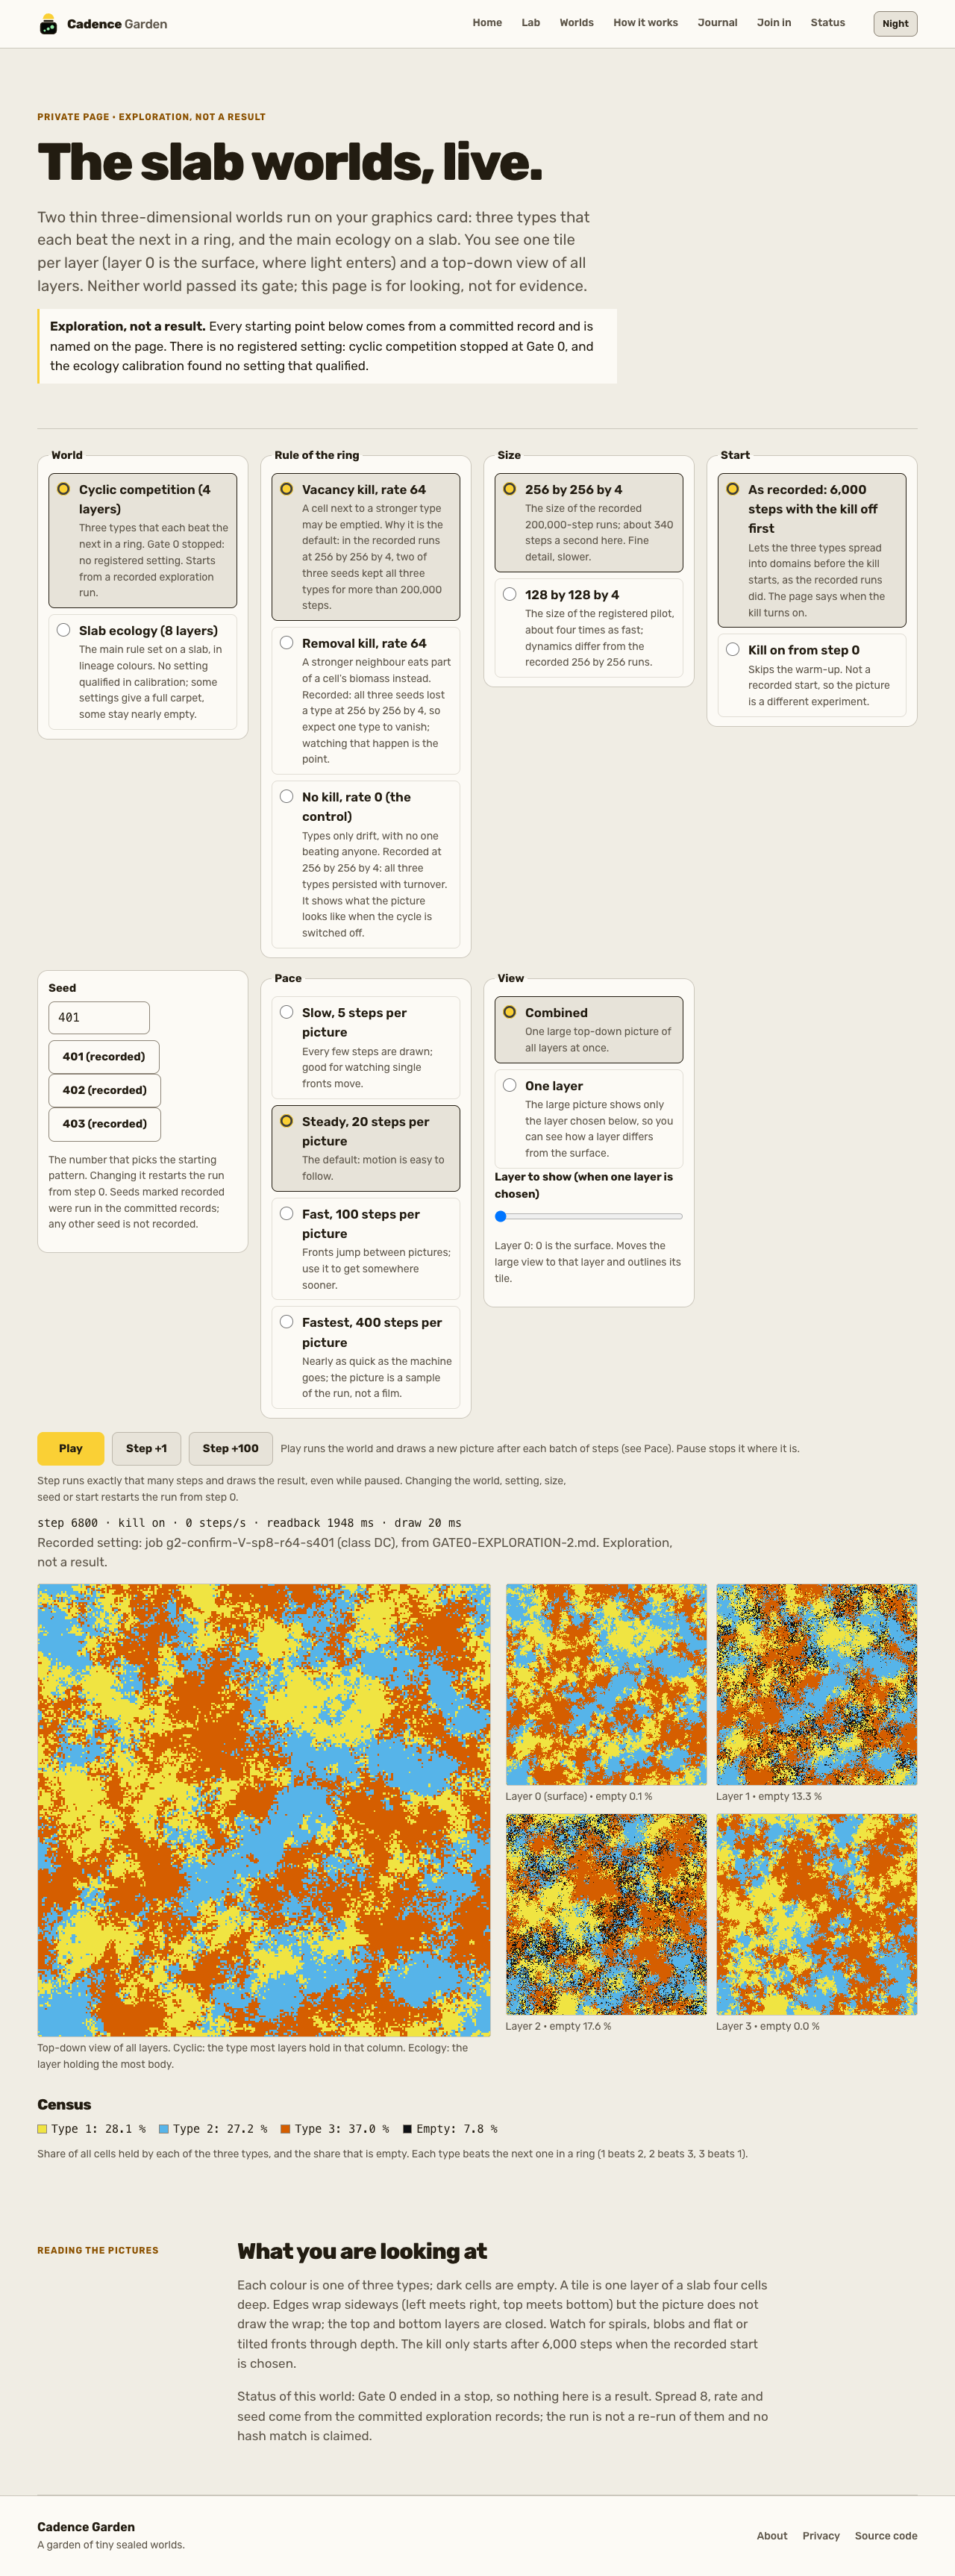 Cadence Garden
Home Lab Worlds How it works Journal Join in Status Night
PRIVATE PAGE • EXPLORATION, NOT A RESULT
The slab worlds, live.
Two thin three-dimensional worlds run on your graphics card: three types that
each beat the next in a ring, and the main ecology on a slab. You see one tile
per layer (layer 0 is the surface, where light enters) and a top-down view of all
layers. Neither world passed its gate; this page is for looking, not for evidence.
Exploration, not a result. Every starting point below comes from a committed record and is
named on the page. There is no registered setting: cyclic competition stopped at Gate 0, and
the ecology calibration found no setting that qualified.
World
Cyclic competition (4
layers)
Three types that each beat the
next in a ring. Gate 0 stopped:
no registered setting. Starts
from a recorded exploration
run.
Slab ecology (8 layers)
The main rule set on a slab, in
lineage colours. No setting
qualified in calibration; some
settings give a full carpet,
some stay nearly empty.
Rule of the ring
Vacancy kill, rate 64
A cell next to a stronger type
may be emptied. Why it is the
default: in the recorded runs
at 256 by 256 by 4, two of
three seeds kept all three
types for more than 200,000
steps.
Removal kill, rate 64
A stronger neighbour eats part
of a cell's biomass instead.
Recorded: all three seeds lost
a type at 256 by 256 by 4, so
expect one type to vanish;
watching that happen is the
point.
No kill, rate 0 (the
control)
Types only drift, with no one
beating anyone. Recorded at
256 by 256 by 4: all three
types persisted with turnover.
It shows what the picture
looks like when the cycle is
switched off.
Size
256 by 256 by 4
The size of the recorded
200,000-step runs; about 340
steps a second here. Fine
detail, slower.
128 by 128 by 4
The size of the registered pilot,
about four times as fast;
dynamics differ from the
recorded 256 by 256 runs.
Start
As recorded: 6,000
steps with the kill off
first
Lets the three types spread
into domains before the kill
starts, as the recorded runs
did. The page says when the
kill turns on.
Kill on from step 0
Skips the warm-up. Not a
recorded start, so the picture
is a different experiment.
Seed
401
401 (recorded)
402 (recorded)
403 (recorded)
The number that picks the starting
pattern. Changing it restarts the run
from step 0. Seeds marked recorded
were run in the committed records;
any other seed is not recorded.
Pace
Slow, 5 steps per
picture
Every few steps are drawn;
good for watching single
fronts move.
Steady, 20 steps per
picture
The default: motion is easy to
follow.
Fast, 100 steps per
picture
Fronts jump between pictures;
use it to get somewhere
sooner.
Fastest, 400 steps per
picture
Nearly as quick as the machine
goes; the picture is a sample
of the run, not a film.
View
Combined
One large top-down picture of
all layers at once.
One layer
The large picture shows only
the layer chosen below, so you
can see how a layer differs
from the surface.
Layer to show (when one layer is
chosen)
Layer 0: 0 is the surface. Moves the
large view to that layer and outlines its
tile.
Play Step +1 Step +100 Play runs the world and draws a new picture after each batch of steps (see Pace). Pause stops it where it is.
Step runs exactly that many steps and draws the result, even while paused. Changing the world, setting, size,
seed or start restarts the run from step 0.
step 6800 · kill on · 0 steps/s · readback 1948 ms · draw 20 ms
Recorded setting: job g2-confirm-V-sp8-r64-s401 (class DC), from GATE0-EXPLORATION-2.md. Exploration,
not a result.
Layer 0 (surface) • empty 0.1 %
Layer 1 • empty 13.3 %
Layer 2 • empty 17.6 %
Layer 3 • empty 0.0 %
Top-down view of all layers. Cyclic: the type most layers hold in that column. Ecology: the
layer holding the most body.
Census
Type 1: 28.1 % Type 2: 27.2 % Type 3: 37.0 % Empty: 7.8 %
Share of all cells held by each of the three types, and the share that is empty. Each type beats the next one in a ring (1 beats 2, 2 beats 3, 3 beats 1).
READING THE PICTURES
What you are looking at
Each colour is one of three types; dark cells are empty. A tile is one layer of a slab four cells
deep. Edges wrap sideways (left meets right, top meets bottom) but the picture does not
draw the wrap; the top and bottom layers are closed. Watch for spirals, blobs and flat or
tilted fronts through depth. The kill only starts after 6,000 steps when the recorded start
is chosen.
Status of this world: Gate 0 ended in a stop, so nothing here is a result. Spread 8, rate and
seed come from the committed exploration records; the run is not a re-run of them and no
hash match is claimed.
Cadence Garden
A garden of tiny sealed worlds.
About Privacy Source code